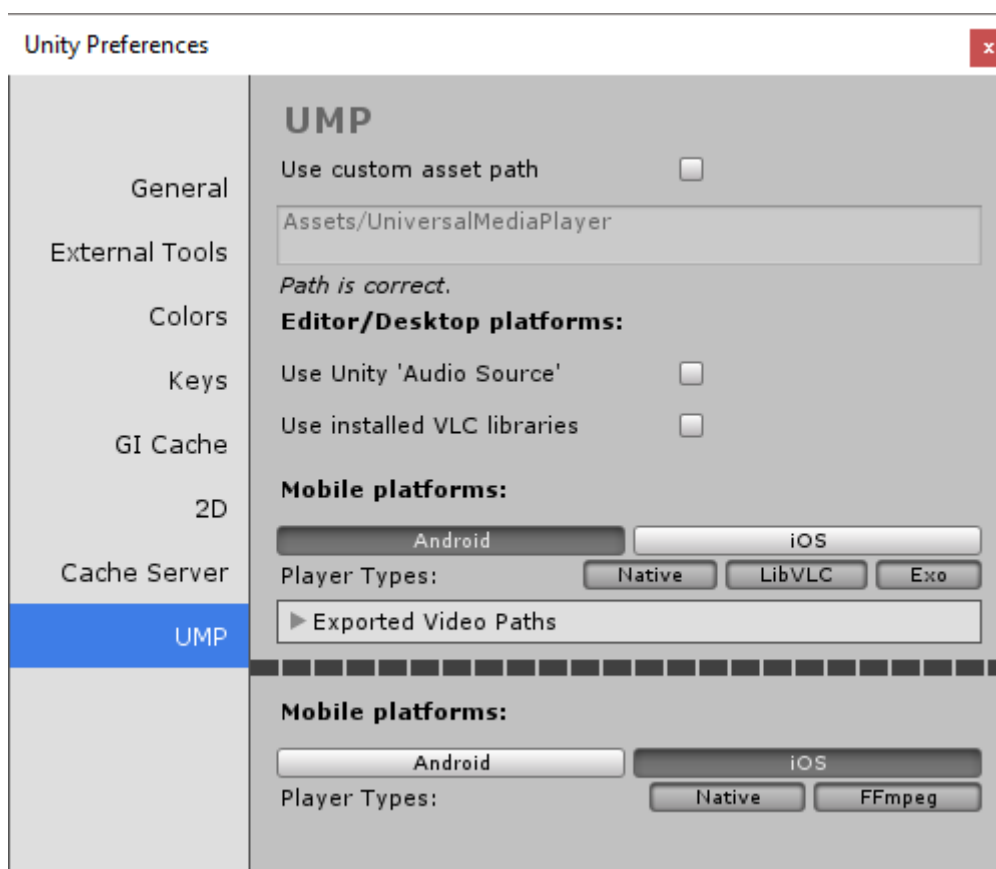 Unity Preferences
x
General
External Tools
Colors
Keys
GI Cache
2D
Cache Server
UMP
UMP
Use custom asset path
Assets/UniversalMediaPlayer
Path is correct.
Editor/Desktop platforms:
Use Unity 'Audio Source'
Use installed VLC libraries
Mobile platforms:
Android iOS
Player Types: Native LibVLC Exo
Exported Video Paths
Mobile platforms:
Android iOS
Player Types: Native FFmpeg